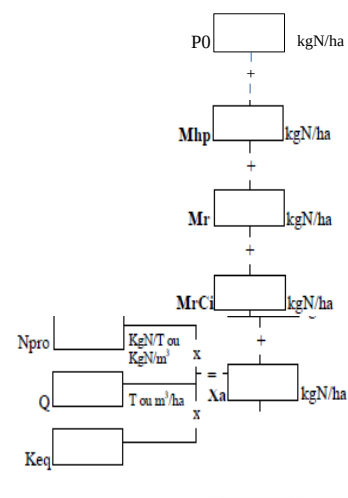 P0 kgN/ha
+
Mhp kgN/ha
+
Mr kgN/ha
+
MrCi kgN/ha
Npro KgN/T ou
KgN/m³
x
+
Q T ou m³/ha
= Xa kgN/ha
x
Keq